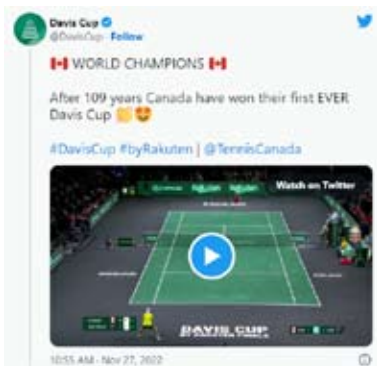 Davis Cup
@DavisCup · Follow
🇨🇦 WORLD CHAMPIONS 🇨🇦
After 109 years Canada have won their first EVER
Davis Cup 👏😍
#DavisCup #byRakuten | @TennisCanada
Watch on Twitter
DAVIS CUP
10:55 AM · Nov 27, 2022